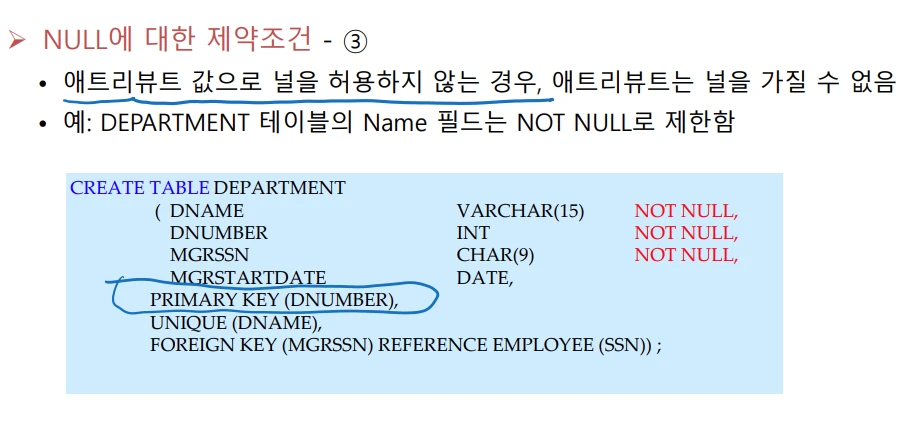 ➢ NULL에 대한 제약조건 - ③
• 애트리뷰트 값으로 널을 허용하지 않는 경우, 애트리뷰트는 널을 가질 수 없음
• 예: DEPARTMENT 테이블의 Name 필드는 NOT NULL로 제한함
CREATE TABLE DEPARTMENT
( DNAME VARCHAR(15) NOT NULL,
DNUMBER INT NOT NULL,
MGRSSN CHAR(9) NOT NULL,
MGRSTARTDATE DATE,
PRIMARY KEY (DNUMBER),
UNIQUE (DNAME),
FOREIGN KEY (MGRSSN) REFERENCE EMPLOYEE (SSN)) ;